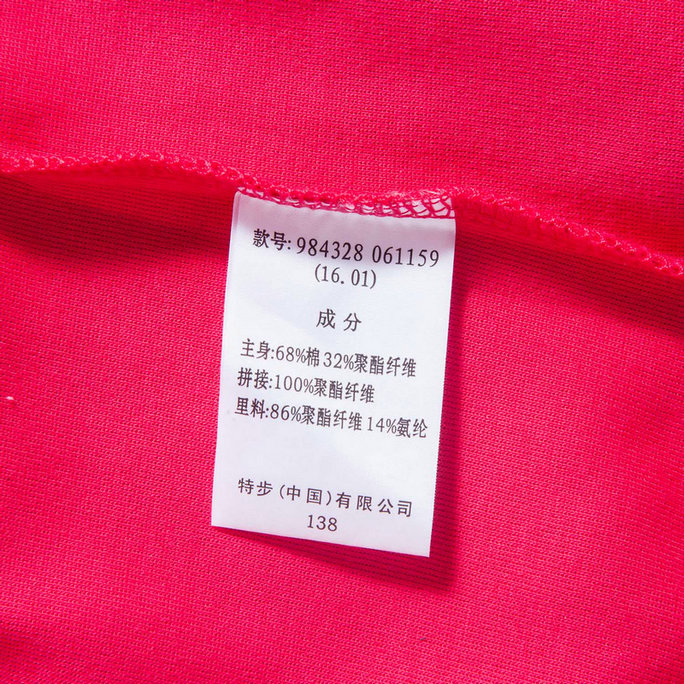 款号:984328 061159
(16.01)
成分
主身:68%棉 32%聚酯纤维
拼接:100%聚酯纤维
里料:86%聚酯纤维 14%氨纶
特步(中国)有限公司
138